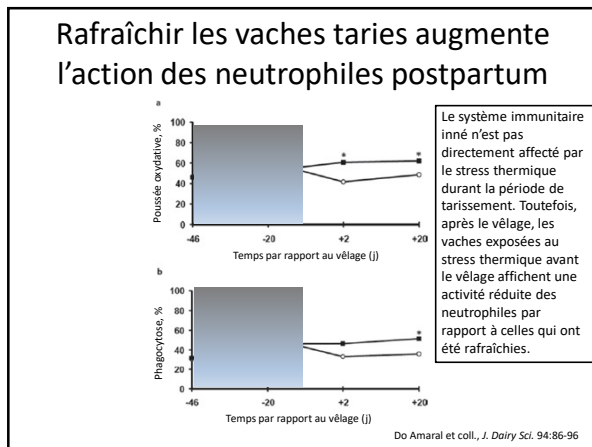 Rafraîchir les vaches taries augmente
l’action des neutrophiles postpartum
a
Poussée oxydative, %
100
80
60
40
20
0
*
*
-46
-20
+2
+20
Temps par rapport au vêlage (j)
b
Phagocytose, %
100
80
60
40
20
0
*
-46
-20
+2
+20
Temps par rapport au vêlage (j)
Le système immunitaire
inné n’est pas
directement affecté par
le stress thermique
durant la période de
tarissement. Toutefois,
après le vêlage, les
vaches exposées au
stress thermique avant
le vêlage affichent une
activité réduite des
neutrophiles par
rapport à celles qui ont
été rafraîchies.
Do Amaral et coll., J. Dairy Sci. 94:86-96